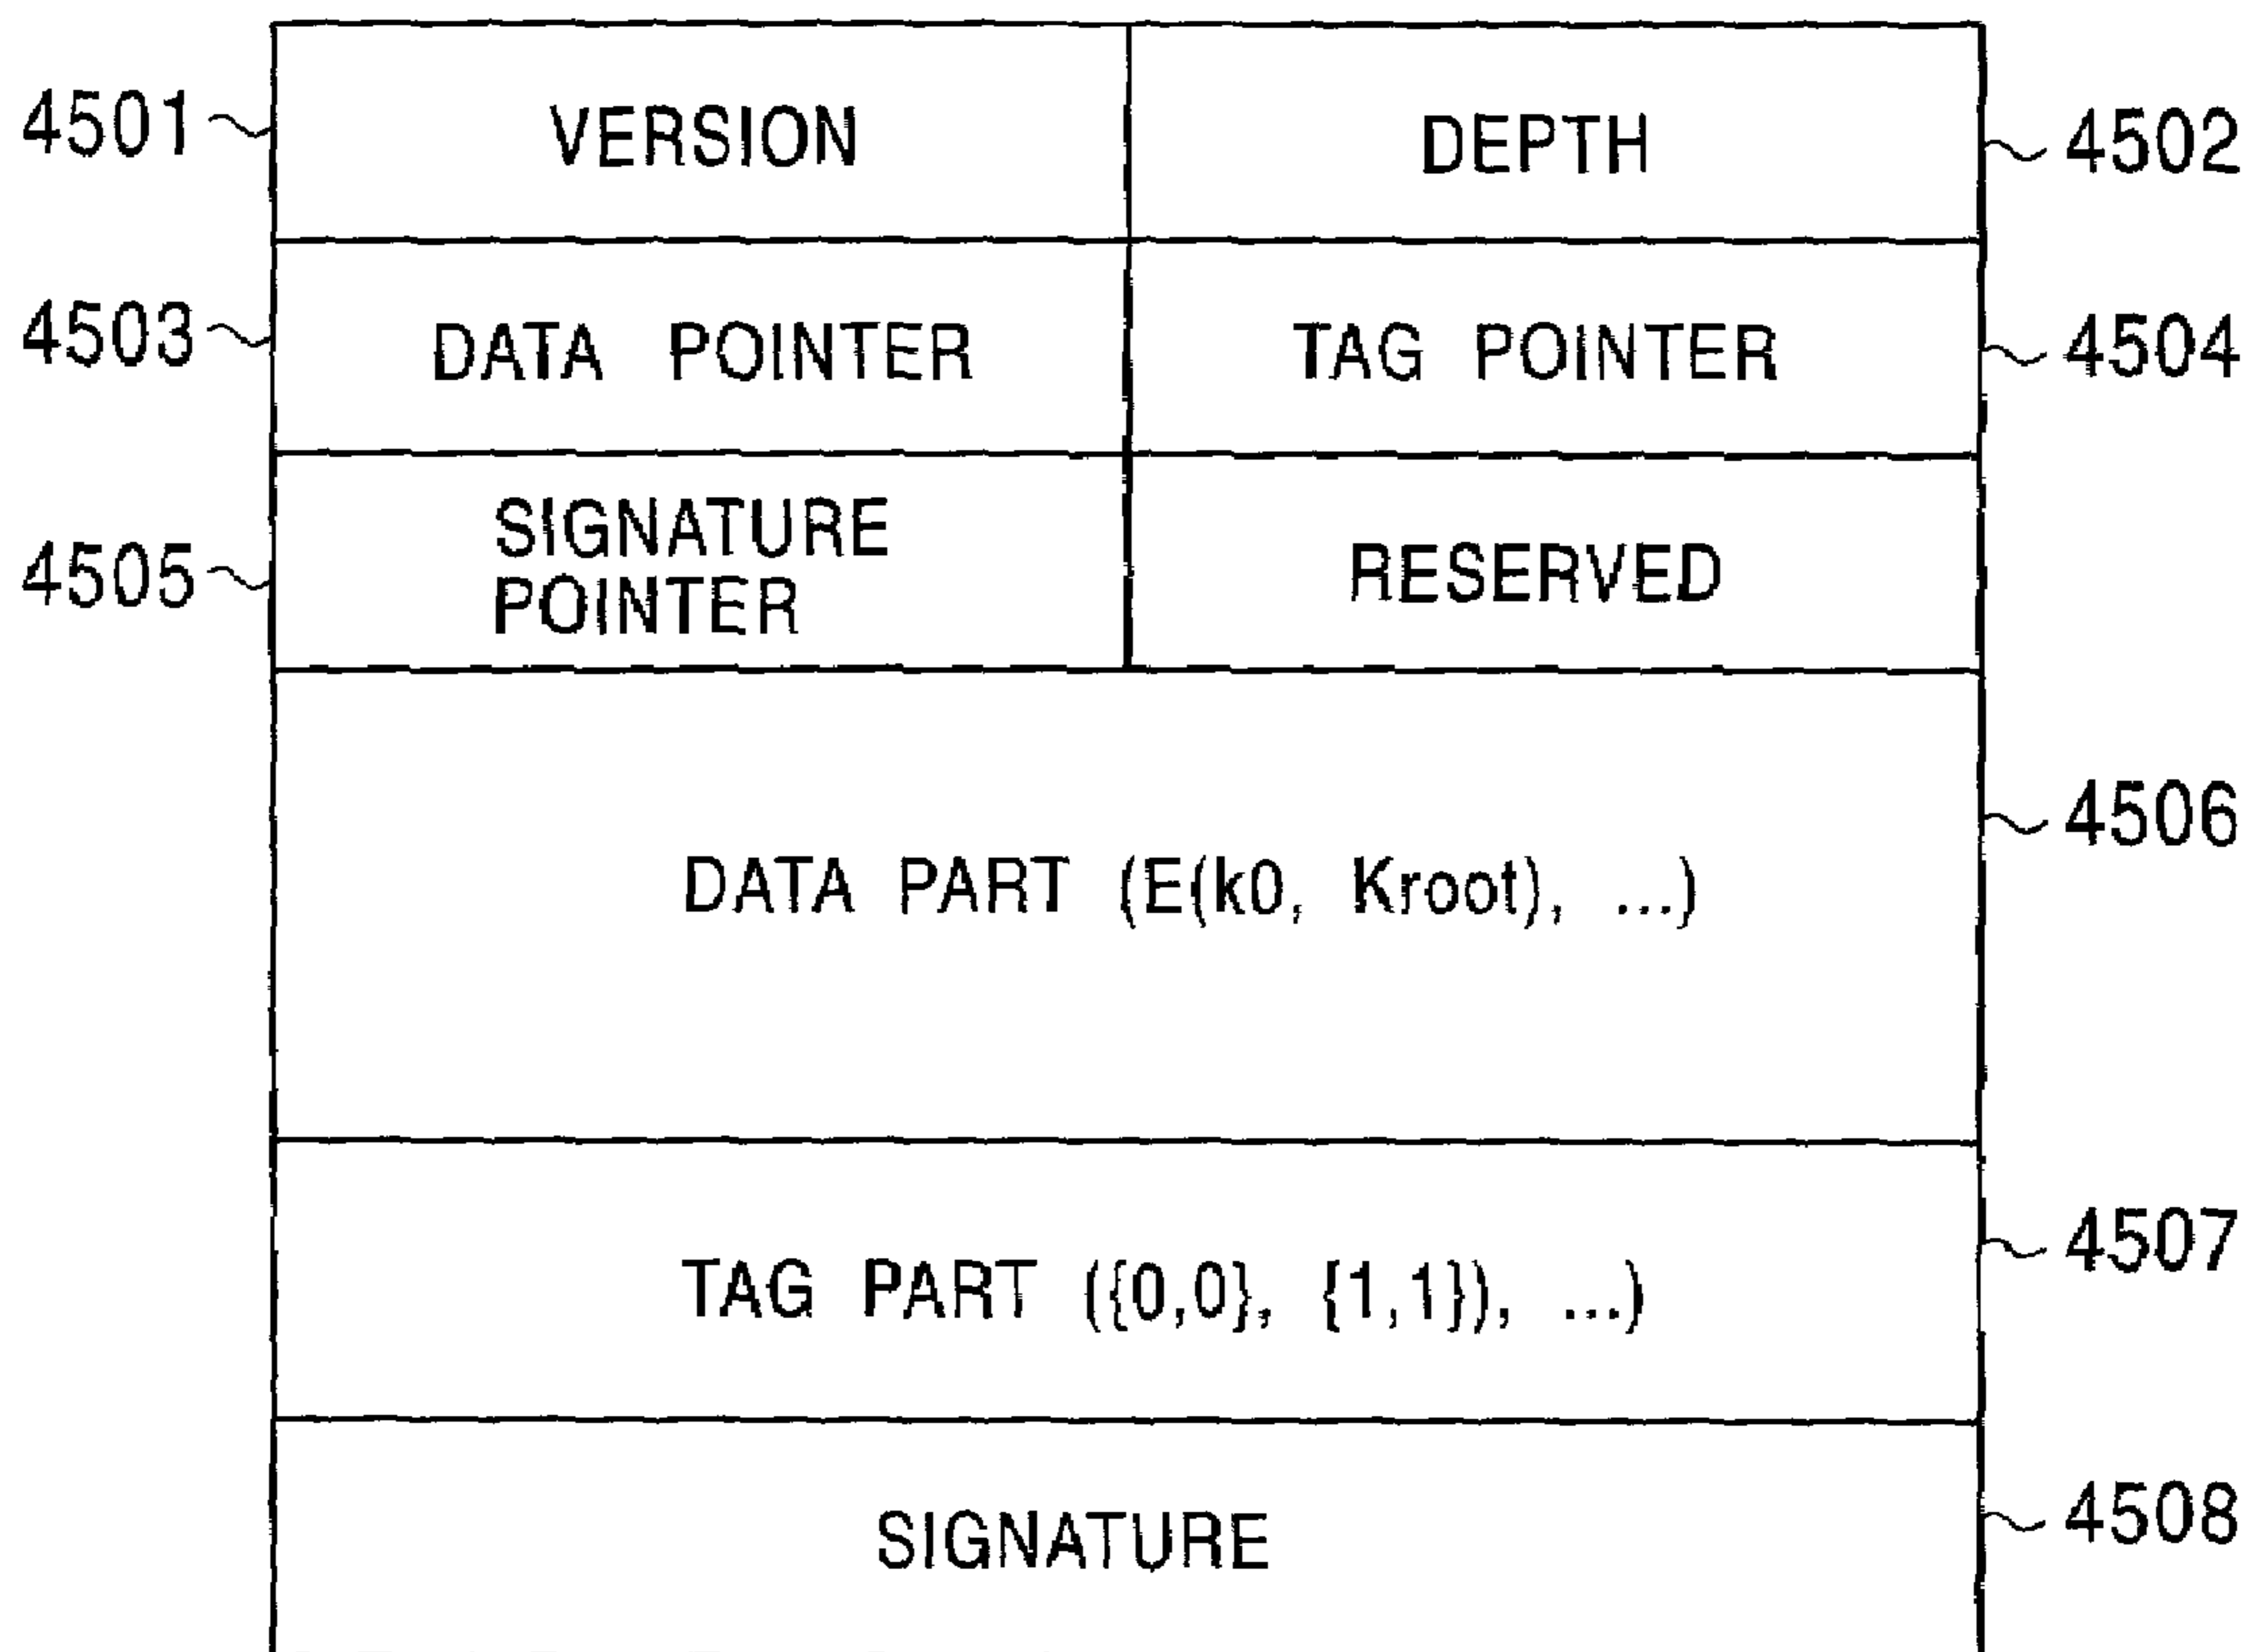 4501
VERSION
DEPTH
4502
4503
DATA POINTER
TAG POINTER
4504
4505
SIGNATURE
POINTER
RESERVED
DATA PART (E(k0, Kroot), ...)
4506
TAG PART ({0,0}, {1,1}), ...)
4507
SIGNATURE
4508